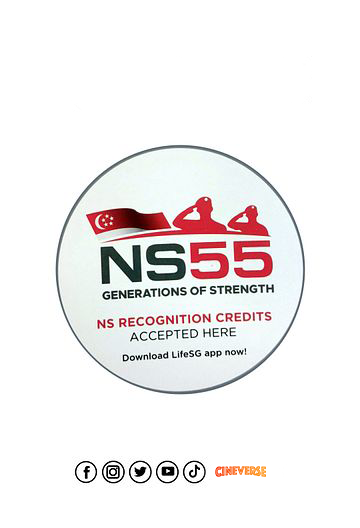 NS55
GENERATIONS OF STRENGTH
NS RECOGNITION CREDITS
ACCEPTED HERE
Download LifeSG app now!
CINEVERSE